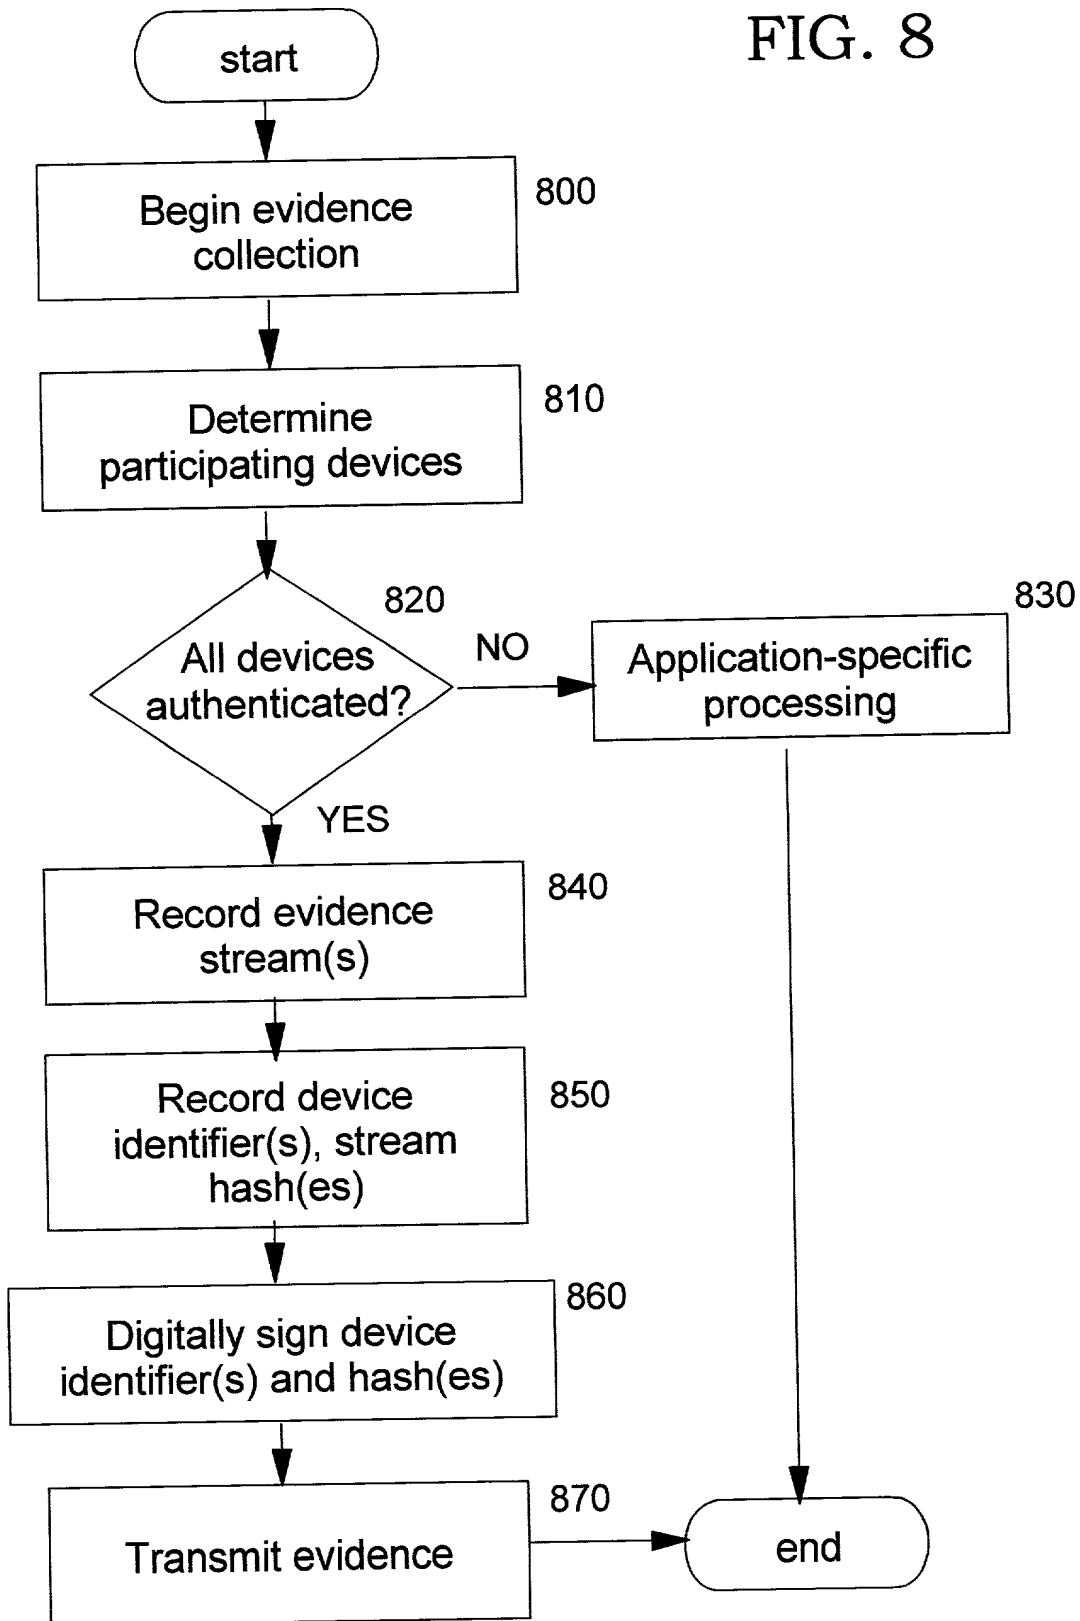 FIG. 8
start
Begin evidence
collection
800
Determine
participating devices
810
820
All devices
authenticated?
NO
830
Application-specific
processing
YES
Record evidence
stream(s)
840
Record device
identifier(s), stream
hash(es)
850
Digitally sign device
identifier(s) and hash(es)
860
Transmit evidence
870
end